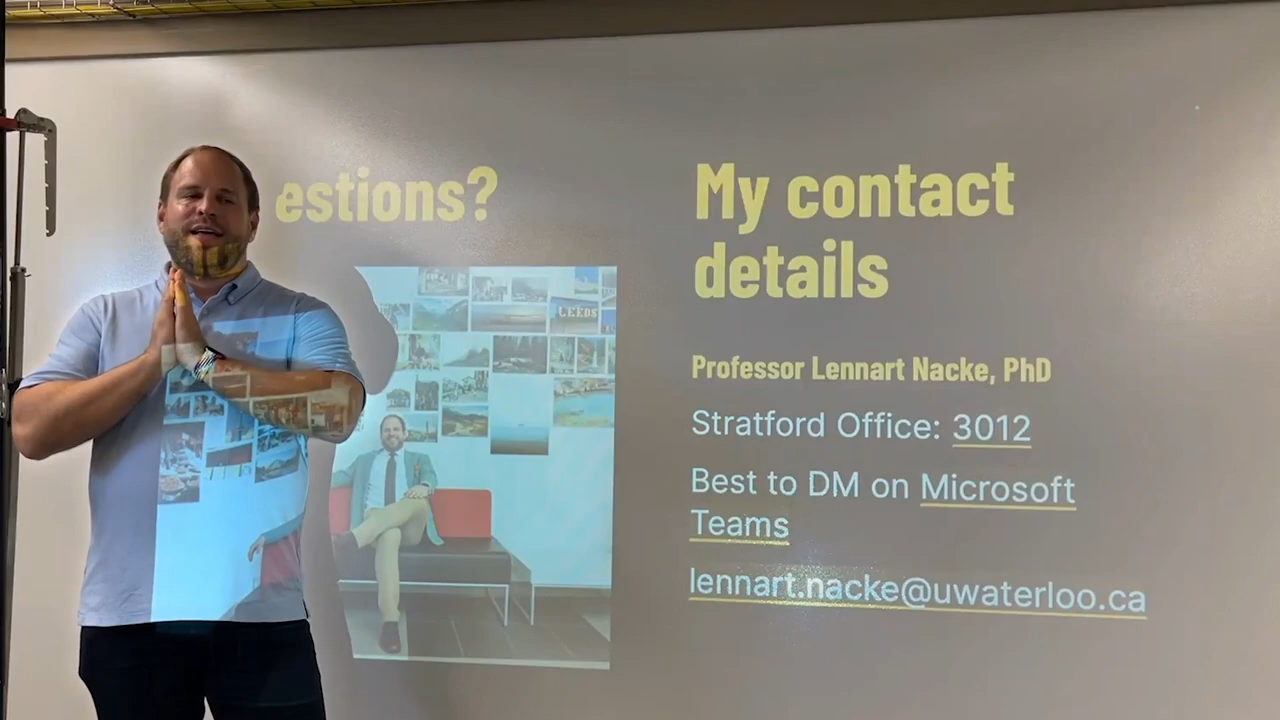 estions?
My contact
details
LEEDS
Professor Lennart Nacke, PhD
Stratford Office: 3012
Best to DM on Microsoft
Teams
lennart.nacke@uwaterloo.ca